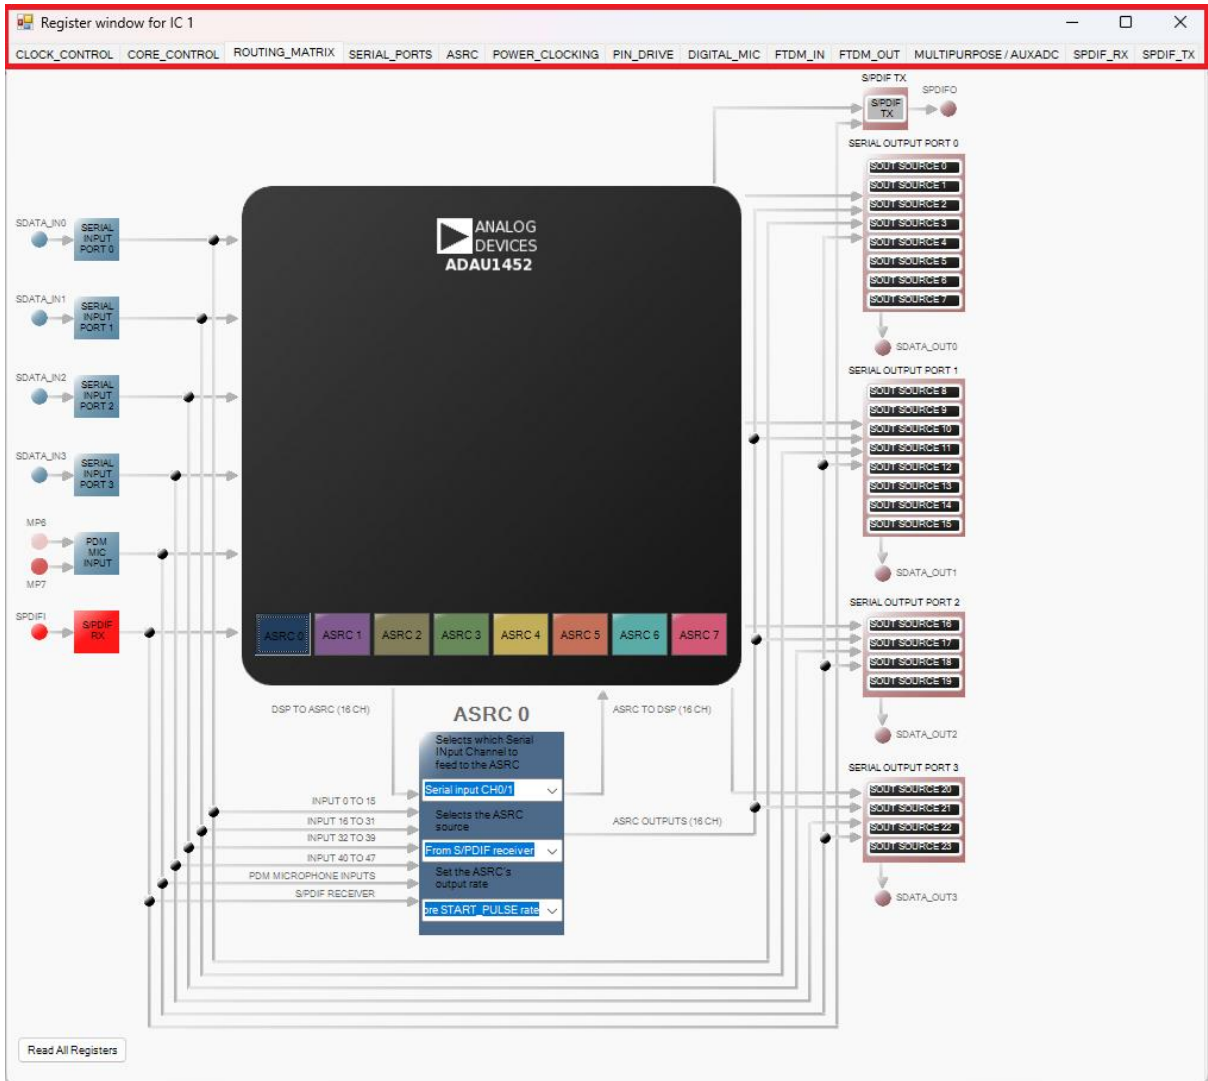 Register window for IC 1
CLOCK_CONTROL CORE_CONTROL ROUTING_MATRIX SERIAL_PORTS ASRC POWER_CLOCKING PIN_DRIVE DIGITAL_MIC FTDM_IN FTDM_OUT MULTIPURPOSE / AUXADC SPDIF_RX SPDIF_TX
S/PDIF TX
S/PDIF
TX
SPDIFO
SERIAL OUTPUT PORT 0
SOUT SOURCE 0
SOUT SOURCE 1
SOUT SOURCE 2
SOUT SOURCE 3
SOUT SOURCE 4
SOUT SOURCE 5
SOUT SOURCE 6
SOUT SOURCE 7
SDATA_OUT0
SDATA_IN0
SERIAL
INPUT
PORT 0
SDATA_IN1
SERIAL
INPUT
PORT 1
SDATA_IN2
SERIAL
INPUT
PORT 2
SDATA_IN3
SERIAL
INPUT
PORT 3
MP6
PDM
MIC
INPUT
MP7
SPDIFI
S/PDIF
RX
ANALOG
DEVICES
ADAU1452
ASRC 0 ASRC 1 ASRC 2 ASRC 3 ASRC 4 ASRC 5 ASRC 6 ASRC 7
SERIAL OUTPUT PORT 1
SOUT SOURCE 8
SOUT SOURCE 9
SOUT SOURCE 10
SOUT SOURCE 11
SOUT SOURCE 12
SOUT SOURCE 13
SOUT SOURCE 14
SOUT SOURCE 15
SDATA_OUT1
SERIAL OUTPUT PORT 2
SOUT SOURCE 16
SOUT SOURCE 17
SOUT SOURCE 18
SOUT SOURCE 19
SDATA_OUT2
SERIAL OUTPUT PORT 3
SOUT SOURCE 20
SOUT SOURCE 21
SOUT SOURCE 22
SOUT SOURCE 23
SDATA_OUT3
DSP TO ASRC (16 CH)
ASRC 0
ASRC TO DSP (16 CH)
Selects which Serial
INput Channel to
feed to the ASRC
Serial input CH0/1
Selects the ASRC
source
From S/PDIF receiver
Set the ASRC's
output rate
ore START_PULSE rate
INPUT 0 TO 15
INPUT 16 TO 31
INPUT 32 TO 39
INPUT 40 TO 47
PDM MICROPHONE INPUTS
S/PDIF RECEIVER
ASRC OUTPUTS (16 CH)
Read All Registers